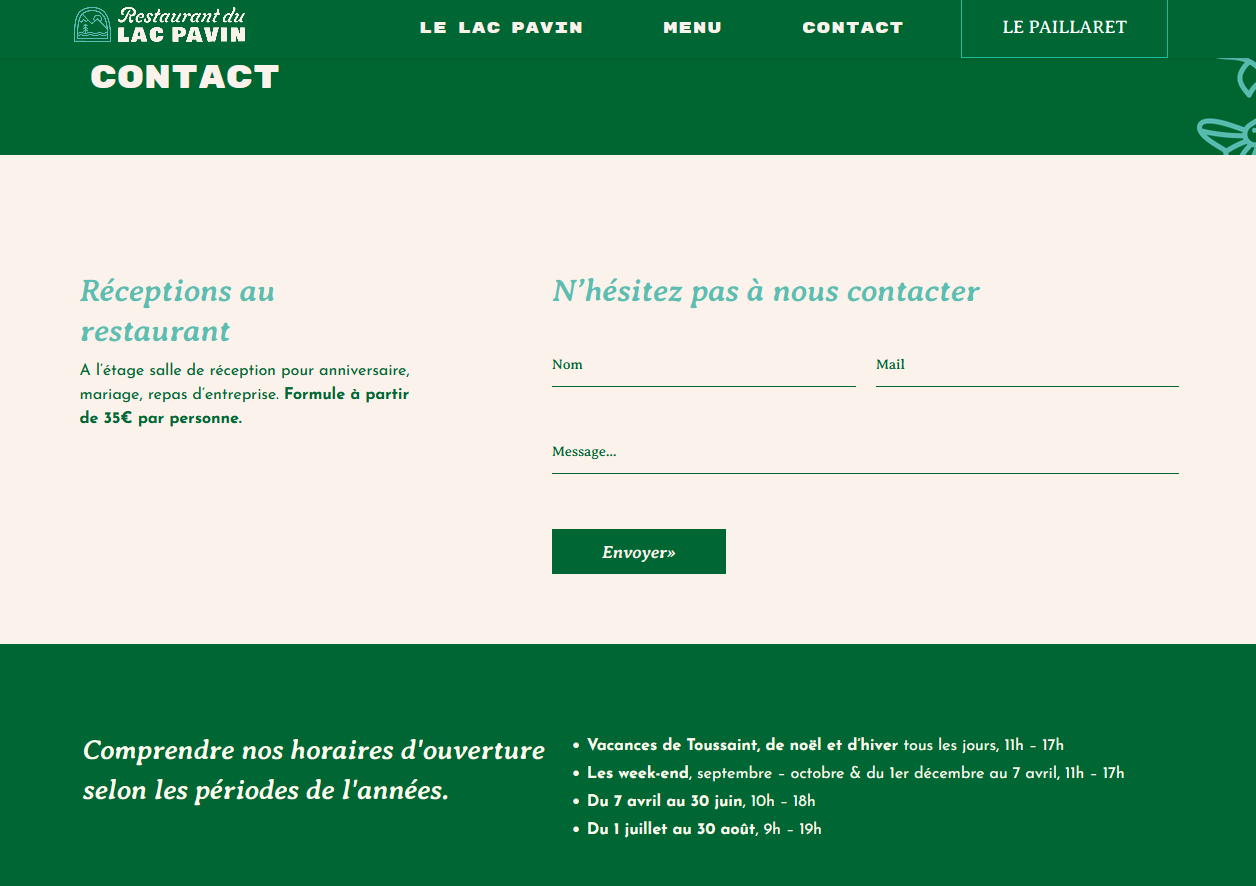 Restaurant du
LAC PAVIN
LE LAC PAVIN
MENU
CONTACT
LE PAILLARET
CONTACT
Réceptions au
restaurant
A l’étage salle de réception pour anniversaire,
mariage, repas d’entreprise. Formule à partir
de 35€ par personne.
N’hésitez pas à nous contacter
Nom
Mail
Message...
Envoyer»
Comprendre nos horaires d'ouverture
selon les périodes de l'années.
• Vacances de Toussaint, de noël et d’hiver tous les jours, 11h – 17h
• Les week-end, septembre – octobre & du 1er décembre au 7 avril, 11h – 17h
• Du 7 avril au 30 juin, 10h – 18h
• Du 1 juillet au 30 août, 9h – 19h